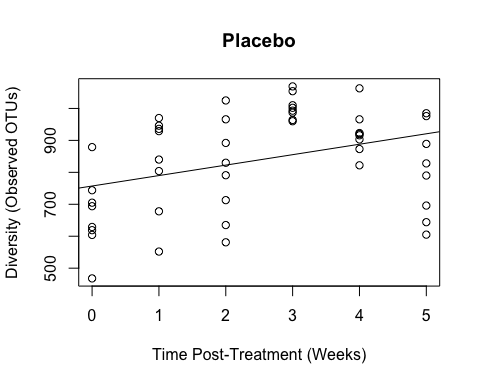 Placebo
Diversity (Observed OTUs)
900
700
500
0 1 2 3 4 5
Time Post-Treatment (Weeks)